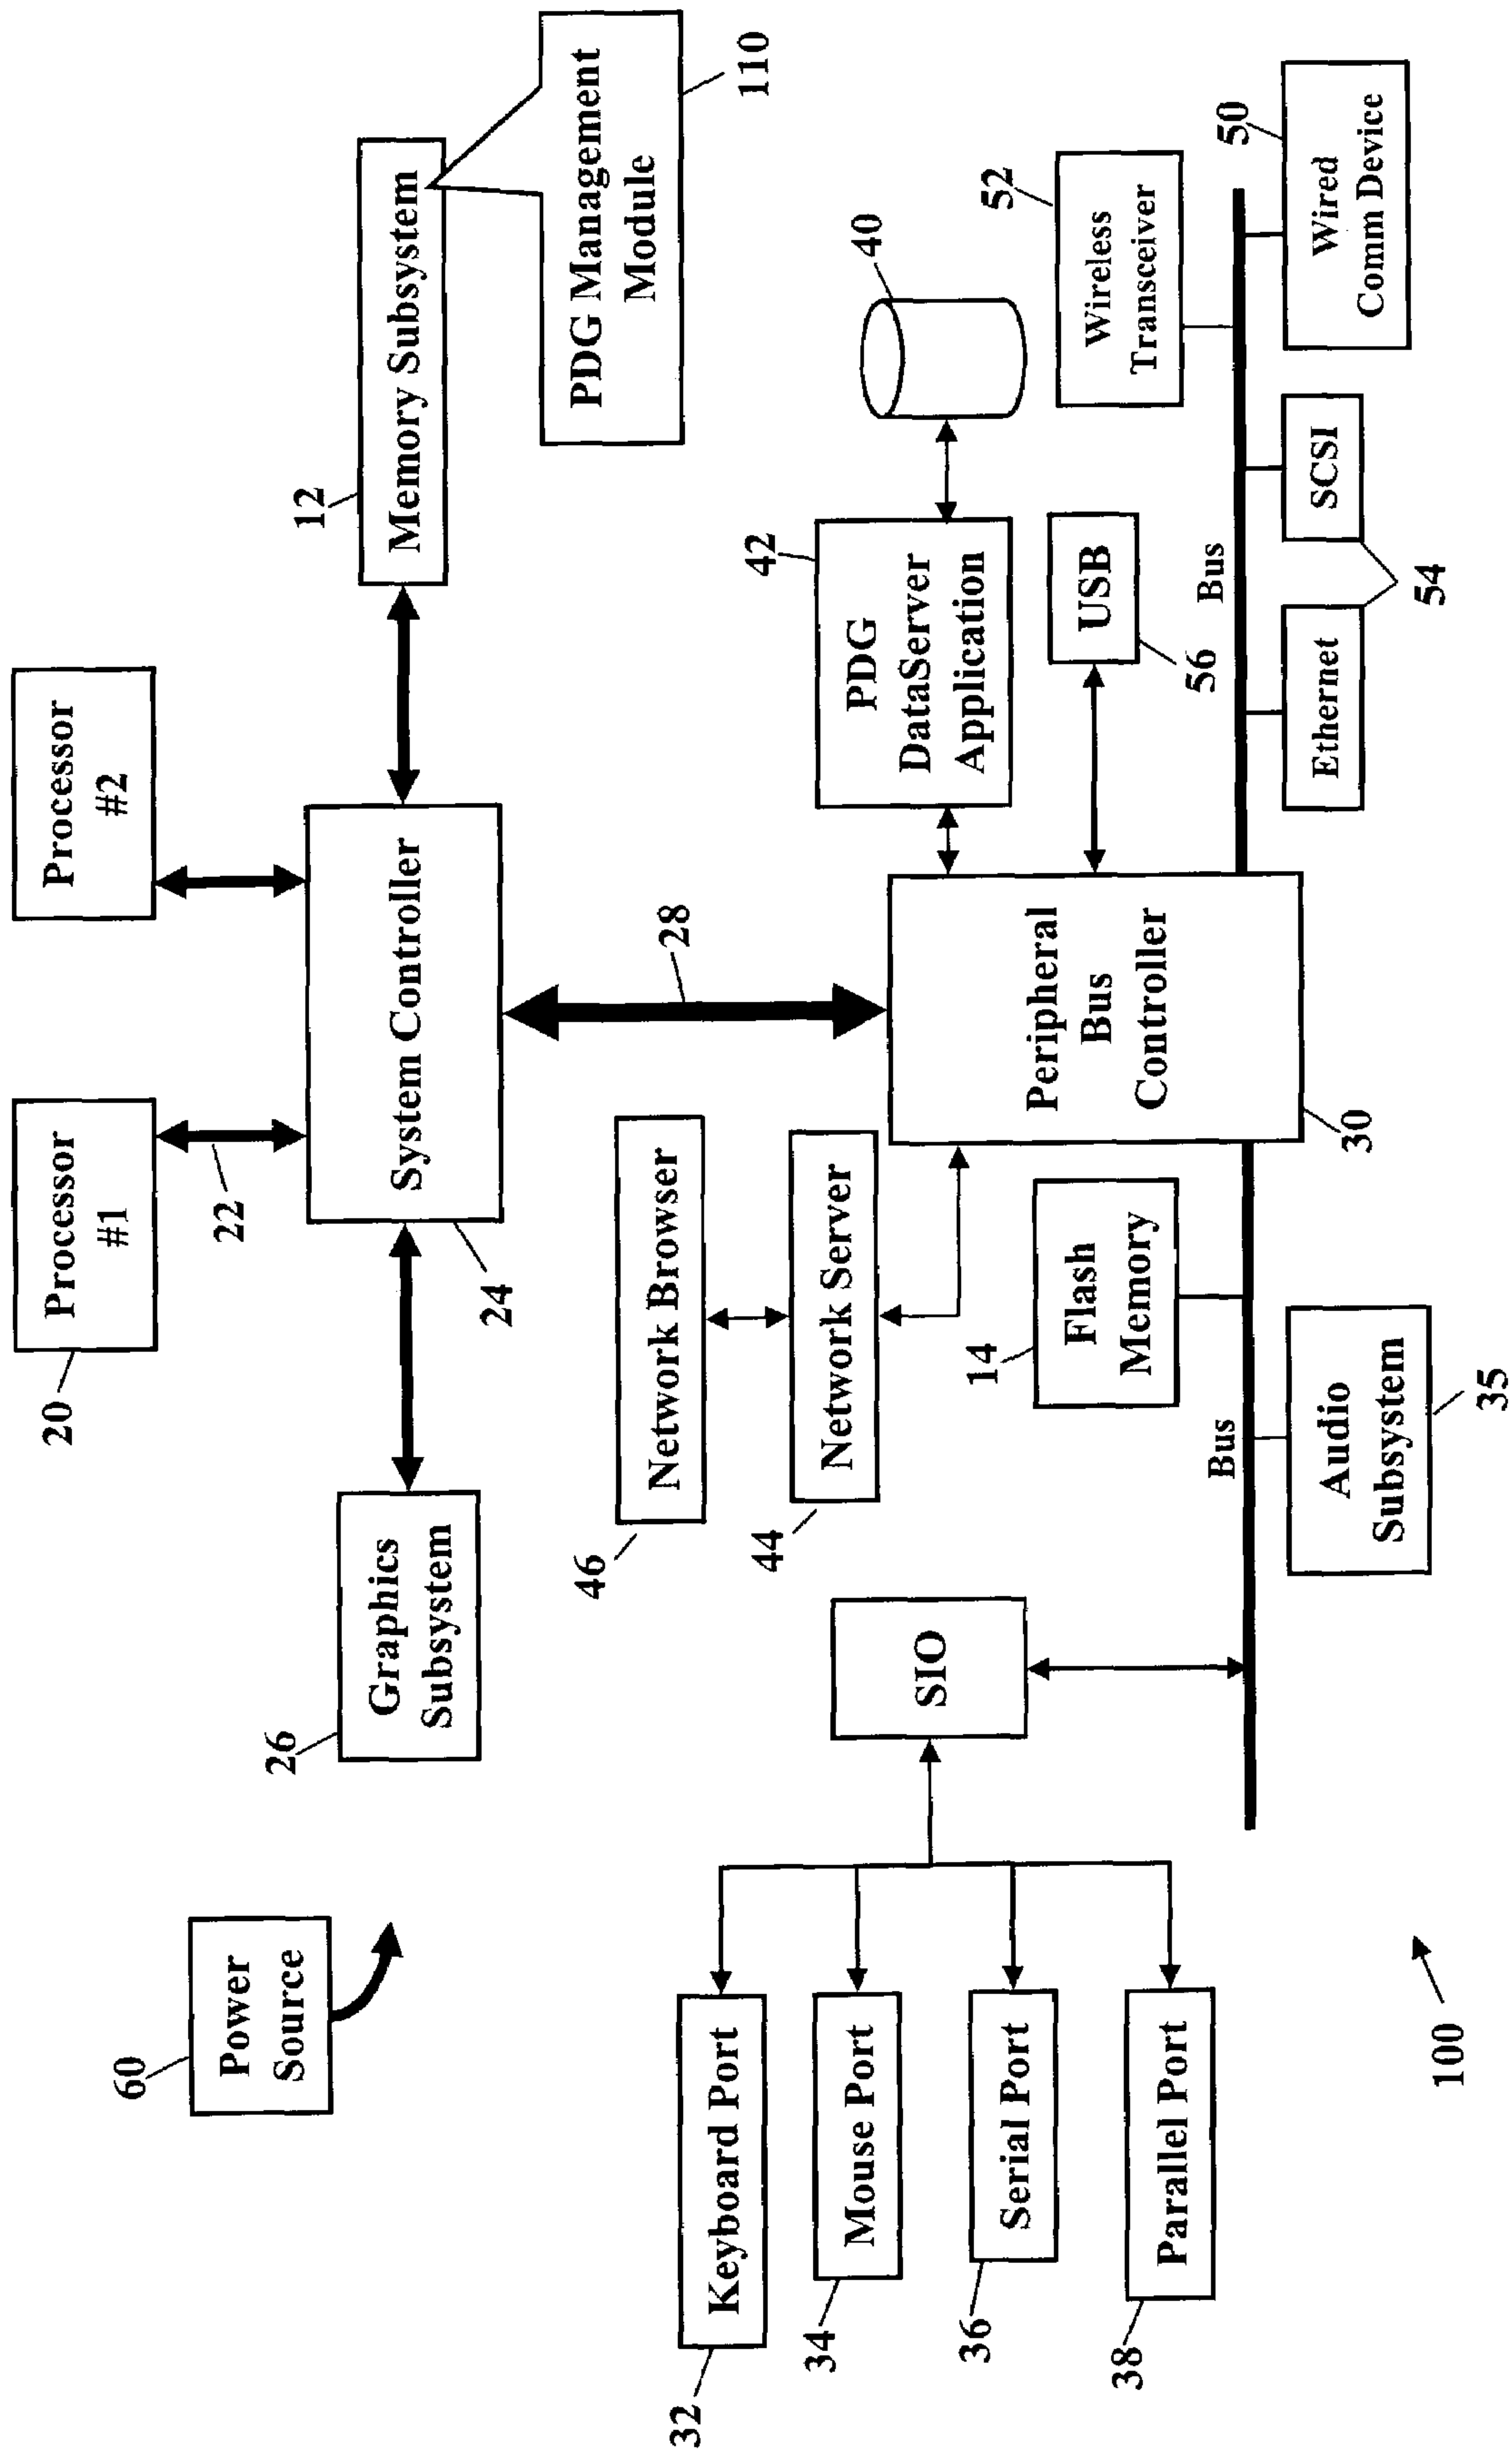 Processor
#1
20
22
Processor
#2
System Controller
24
Graphics
Subsystem
26
12
Memory Subsystem
PDG Management
Module
110
Power
Source
60
28
Network Browser
46
Network Server
44
Peripheral
Bus
Controller
30
42
PDG
DataServer
Application
40
USB
56
52
Wireless
Transceiver
Bus
Ethernet
SCSI
54
50
Wired
Comm Device
14
Flash
Memory
Bus
Audio
Subsystem
35
SIO
Keyboard Port
32
Mouse Port
34
Serial Port
36
Parallel Port
38
100